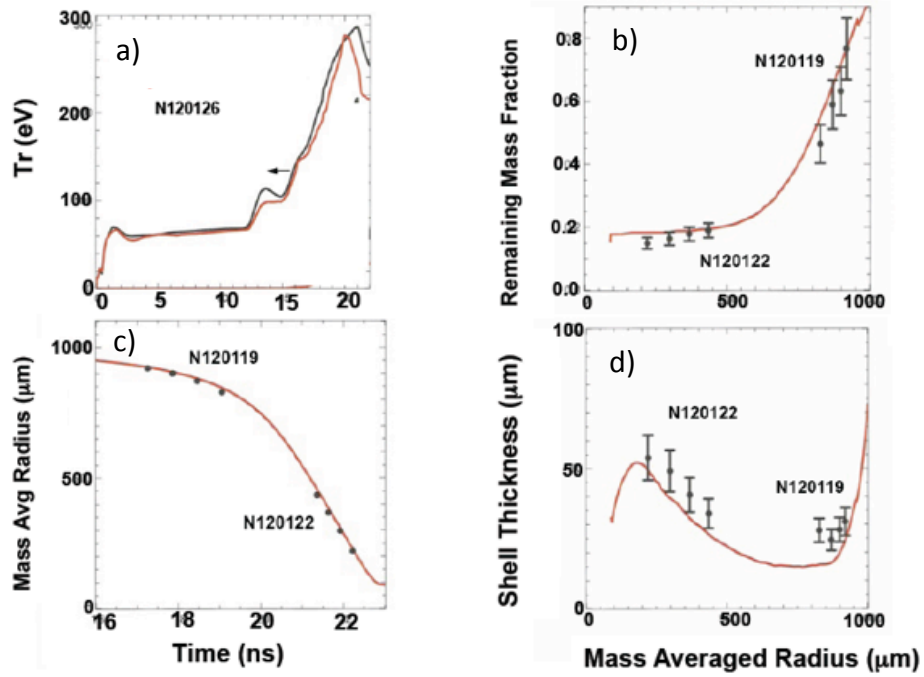 a)
N120126
Tr (eV)
300
200
100
0
0
5
10
15
20
b)
N120119
N120122
Remaining Mass Fraction
0.8
0.6
0.4
0.2
0.0
0
500
1000
c)
N120119
N120122
Mass Avg Radius (μm)
1000
500
0
16
18
20
22
Time (ns)
d)
N120122
N120119
Shell Thickness (μm)
100
50
0
0
500
1000
Mass Averaged Radius (μm)